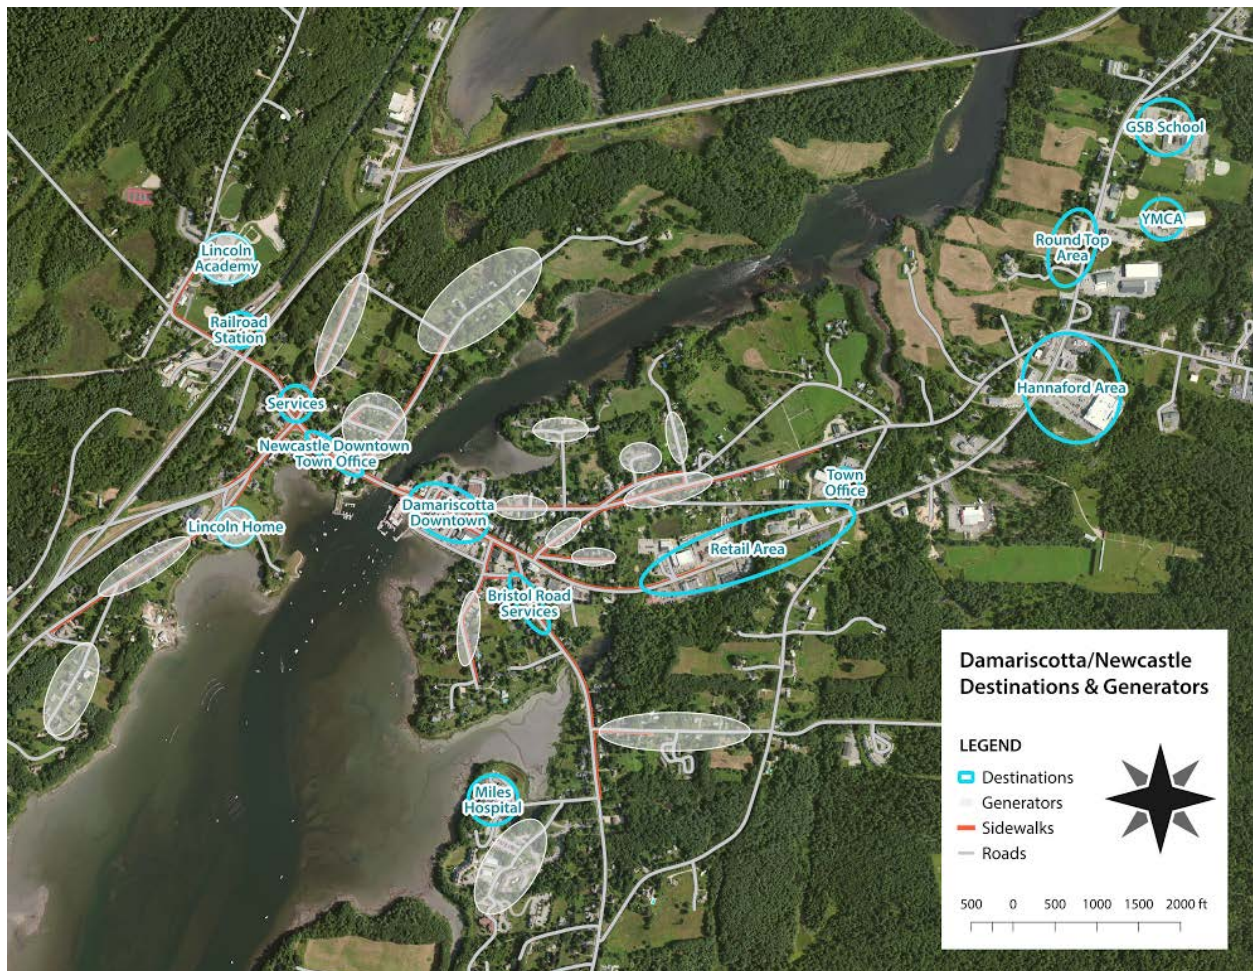 GSB School
YMCA
Round Top
Area
Lincoln
Academy
Railroad
Station
Services
Hannaford Area
Newcastle Downtown
Town Office
Town
Office
Damariscotta
Downtown
Lincoln Home
Retail Area
Bristol Road
Services
Miles
Hospital
Damariscotta/Newcastle
Destinations & Generators
LEGEND
Destinations
Generators
Sidewalks
Roads
500 0 500 1000 1500 2000 ft